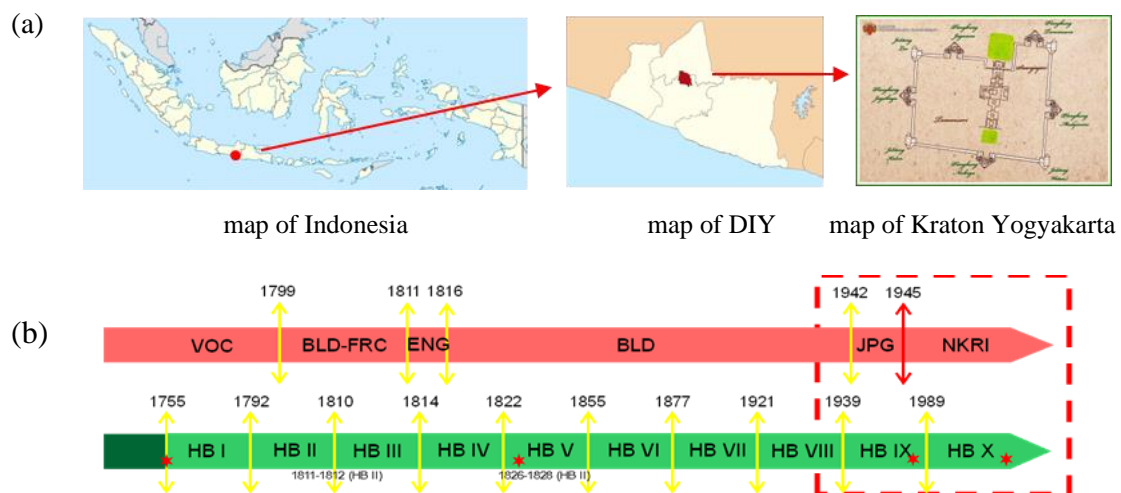 (a)
map of Indonesia
map of DIY
map of Kraton Yogyakarta
(b)
1799 1811 1816 1942 1945
VOC BLD-FRC ENG BLD JPG NKRI
1755 1792 1810 1814 1822 1855 1877 1921 1939 1989
HB I HB II HB III HB IV HB V HB VI HB VII HB VIII HB IX HB X
1811-1812 (HB II) 1826-1828 (HB II)